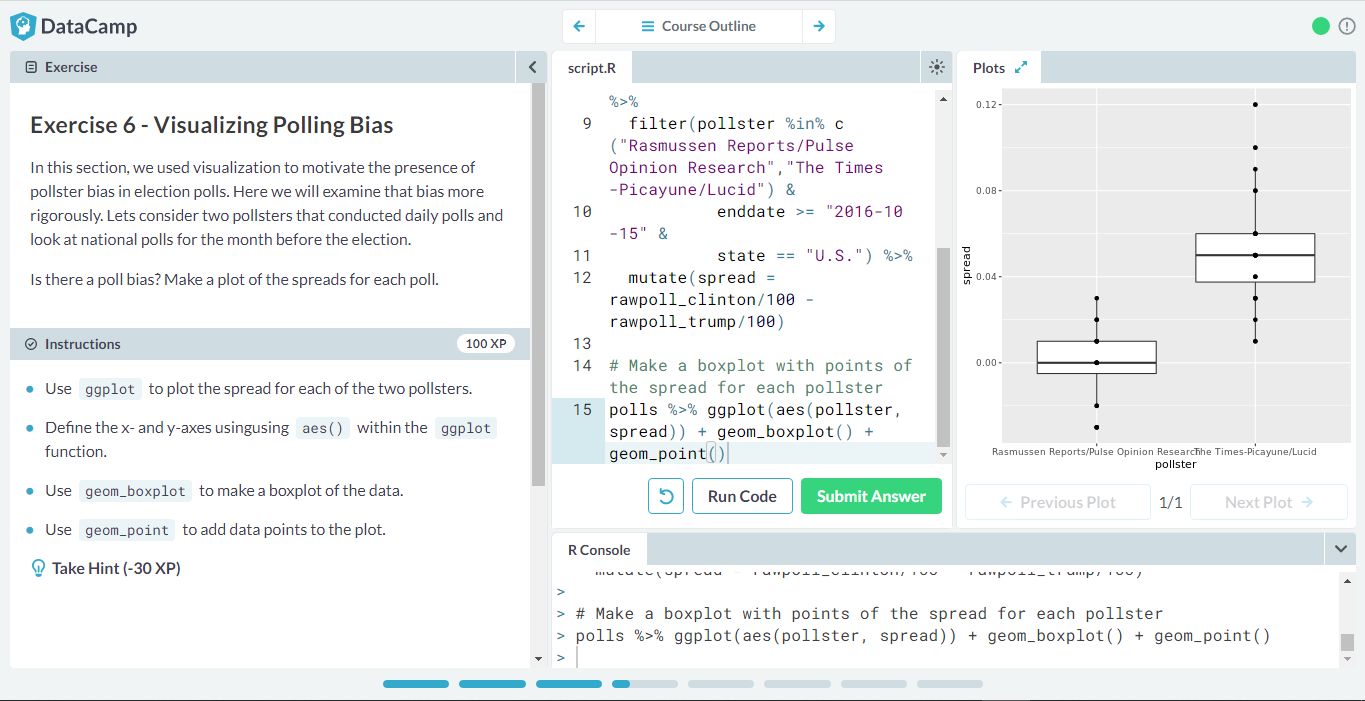 DataCamp
Course Outline
Exercise
Exercise 6 - Visualizing Polling Bias
In this section, we used visualization to motivate the presence of
pollster bias in election polls. Here we will examine that bias more
rigorously. Lets consider two pollsters that conducted daily polls and
look at national polls for the month before the election.
Is there a poll bias? Make a plot of the spreads for each poll.
Instructions
100 XP
Use ggplot to plot the spread for each of the two pollsters.
Define the x- and y-axes usingusing aes() within the ggplot
function.
Use geom_boxplot to make a boxplot of the data.
Use geom_point to add data points to the plot.
Take Hint (-30 XP)
script.R
%>%
9 filter(pollster %in% c
("Rasmussen Reports/Pulse
Opinion Research","The Times
-Picayune/Lucid") &
10 enddate >= "2016-10
-15" &
11 state == "U.S.") %>%
12 mutate(spread =
rawpoll_clinton/100 -
rawpoll_trump/100)
13
14 # Make a boxplot with points of
the spread for each pollster
15 polls %>% ggplot(aes(pollster,
spread)) + geom_boxplot() +
geom_point()
Run Code
Submit Answer
Plots
0.12
0.08
0.04
0.00
spread
Rasmussen Reports/Pulse Opinion Research
The Times-Picayune/Lucid
pollster
Previous Plot
1/1
Next Plot
R Console
mutate(spread = rawpoll_clinton/100 - rawpoll_trump/100)
>
> # Make a boxplot with points of the spread for each pollster
> polls %>% ggplot(aes(pollster, spread)) + geom_boxplot() + geom_point()
>